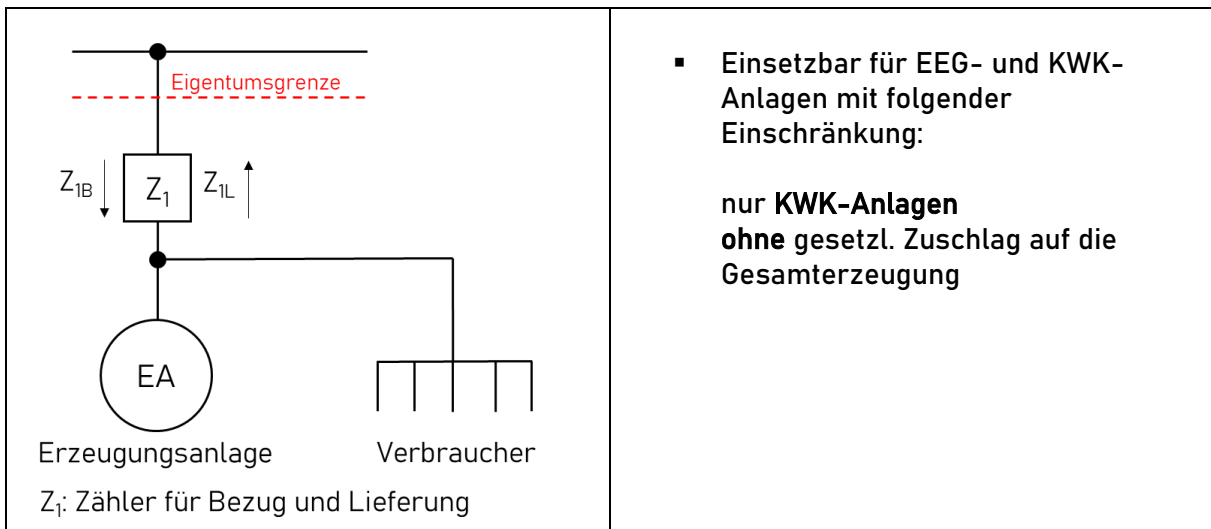 Eigentumsgrenze
Z1B
Z1
Z1L
EA
Erzeugungsanlage
Verbraucher
Z1: Zähler für Bezug und Lieferung
▪ Einsetzbar für EEG- und KWK-
Anlagen mit folgender
Einschränkung:
nur KWK-Anlagen
ohne gesetzl. Zuschlag auf die
Gesamterzeugung